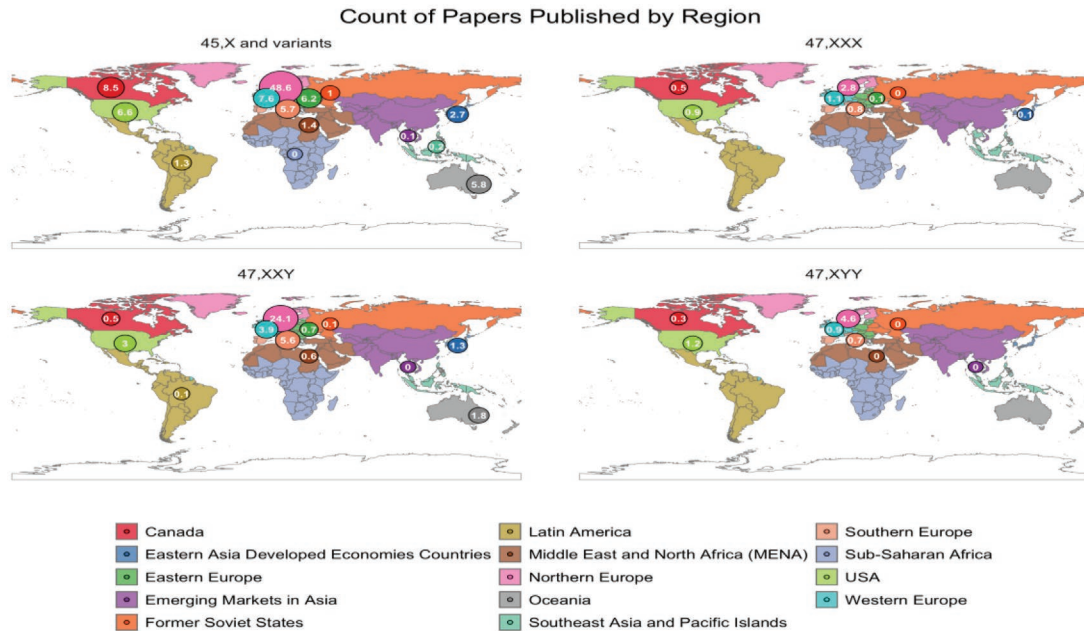 Count of Papers Published by Region
45,X and variants
47,XXX
8.5
48.6
7.6
6.2
1
6.6
5.7
2.7
1.4
0.1
0
1.3
5.8
0.5
2.8
0
1.1
0.1
0.9
0.8
0.1
47,XXY
47,XYY
0.5
24.1
0.1
3.9
0.7
3
5.6
1.3
0.6
0
0.1
1.8
0.3
4.6
0
0.9
1.2
0.7
0
0
Canada
Latin America
Southern Europe
Eastern Asia Developed Economies Countries
Middle East and North Africa (MENA)
Sub-Saharan Africa
Eastern Europe
Northern Europe
USA
Emerging Markets in Asia
Oceania
Western Europe
Former Soviet States
Southeast Asia and Pacific Islands